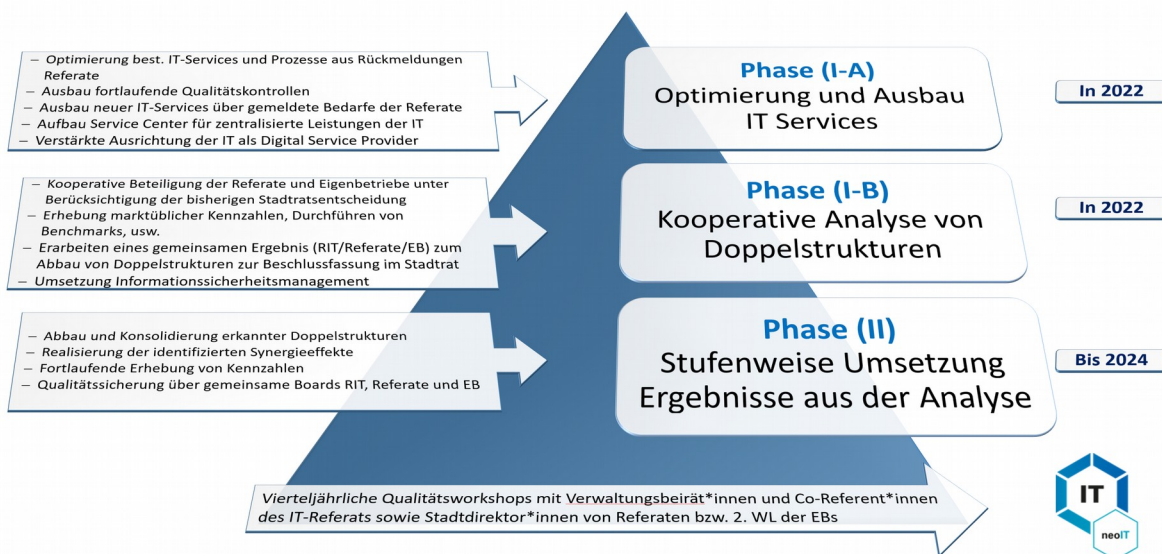 – Optimierung best. IT-Services und Prozesse aus Rückmeldungen
Referate
– Ausbau fortlaufende Qualitätskontrollen
– Ausbau neuer IT-Services über gemeldete Bedarfe der Referate
– Aufbau Service Center für zentralisierte Leistungen der IT
– Verstärkte Ausrichtung der IT als Digital Service Provider
Phase (I-A)
Optimierung und Ausbau
IT Services
In 2022
– Kooperative Beteiligung der Referate und Eigenbetriebe unter
Berücksichtigung der bisherigen Stadtratsentscheidung
– Erhebung marktüblicher Kennzahlen, Durchführen von
Benchmarks, usw.
– Erarbeiten eines gemeinsamen Ergebnis (RIT/Referate/EB) zum
Abbau von Doppelstrukturen zur Beschlussfassung im Stadtrat
– Umsetzung Informationssicherheitsmanagement
Phase (I-B)
Kooperative Analyse von
Doppelstrukturen
In 2022
– Abbau und Konsolidierung erkannter Doppelstrukturen
– Realisierung der identifizierten Synergieeffekte
– Fortlaufende Erhebung von Kennzahlen
– Qualitätssicherung über gemeinsame Boards RIT, Referate und EB
Phase (II)
Stufenweise Umsetzung
Ergebnisse aus der Analyse
Bis 2024
Vierteljährliche Qualitätsworkshops mit Verwaltungsbeirät*innen und Co-Referent*innen
des IT-Referats sowie Stadtdirektor*innen von Referaten bzw. 2. WL der EBs
IT
neoIT